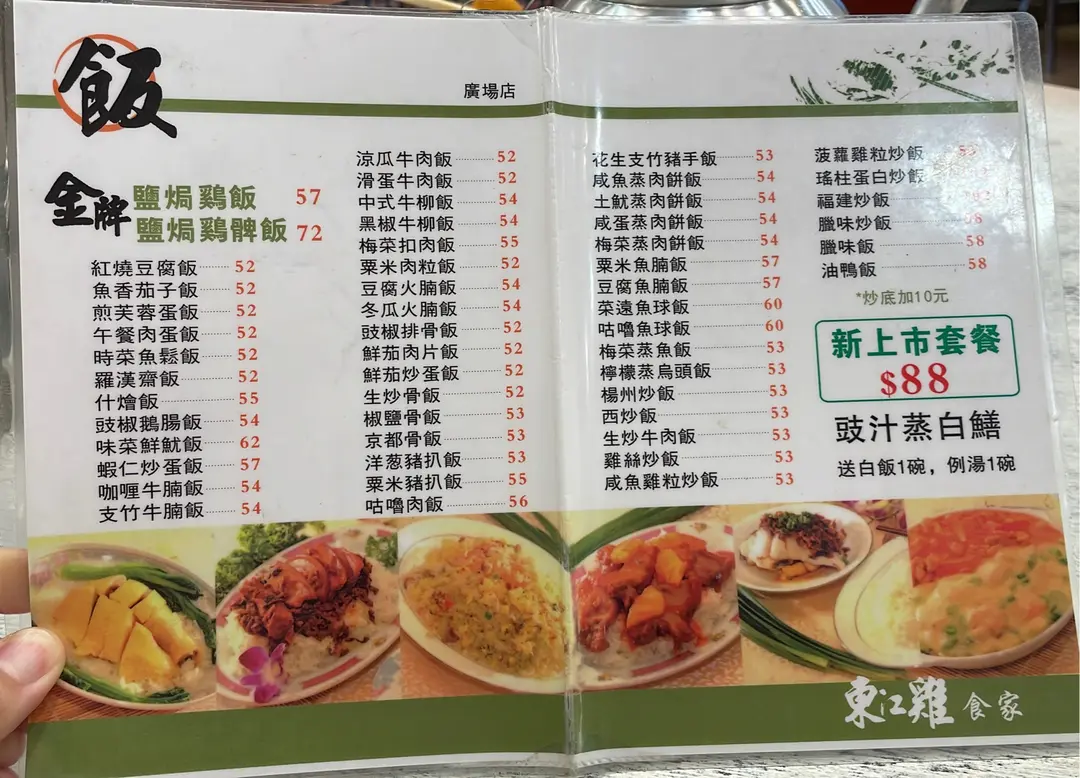 飯
廣場店
金牌
鹽焗鷄飯 57
鹽焗鷄髀飯 72
紅燒豆腐飯 52
魚香茄子飯 52
煎芙蓉蛋飯 52
午餐肉蛋飯 52
時菜魚鬆飯 52
羅漢齋飯 52
什燴飯 55
豉椒鵝腸飯 54
味菜鮮魷飯 62
蝦仁炒蛋飯 57
咖喱牛腩飯 54
支竹牛腩飯 54
涼瓜牛肉飯 52
滑蛋牛肉飯 52
中式牛柳飯 54
黑椒牛柳飯 54
梅菜扣肉飯 55
粟米肉粒飯 52
豆腐火腩飯 54
冬瓜火腩飯 54
豉椒排骨飯 52
鮮茄肉片飯 52
鮮茄炒蛋飯 52
生炒骨飯 52
椒鹽骨飯 53
京都骨飯 53
洋葱豬扒飯 53
粟米豬扒飯 55
咕嚕肉飯 56
花生支竹豬手飯 53
咸魚蒸肉餅飯 54
土魷蒸肉餅飯 54
咸蛋蒸肉餅飯 54
梅菜蒸肉餅飯 54
粟米魚腩飯 57
豆腐魚腩飯 57
菜遠魚球飯 60
咕嚕魚球飯 60
梅菜蒸魚飯 53
檸檬蒸烏頭飯 53
楊州炒飯 53
西炒飯 53
生炒牛肉飯 53
雞絲炒飯 53
咸魚雞粒炒飯 53
菠蘿雞粒炒飯
瑤柱蛋白炒飯
福建炒飯
臘味炒飯
臘味飯 58
油鴨飯 58
*炒底加10元
新上市套餐
$88
豉汁蒸白鱔
送白飯1碗，例湯1碗
東江雞食家